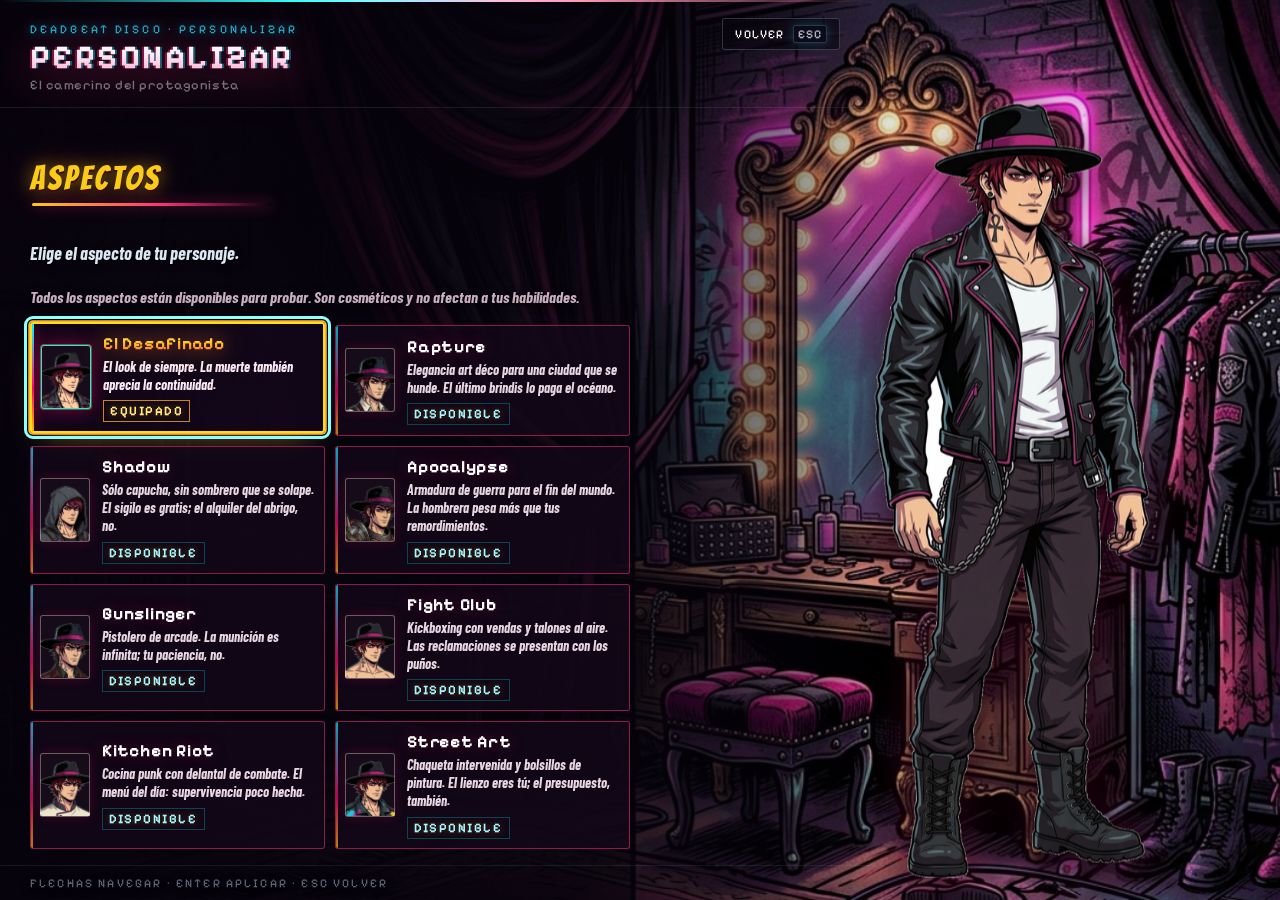 DEADBEAT DISCO · PERSONALIZAR
PERSONALIZAR
El camerino del protagonista
VOLVER ESC
ASPECTOS
Elige el aspecto de tu personaje.
Todos los aspectos están disponibles para probar. Son cosméticos y no afectan a tus habilidades.
El Desafinado
El look de siempre. La muerte también
aprecia la continuidad.
EQUIPADO
Rapture
Elegancia art déco para una ciudad que se
hunde. El último brindis lo paga el océano.
DISPONIBLE
Shadow
Sólo capucha, sin sombrero que se solape.
El sigilo es gratis; el alquiler del abrigo,
no.
DISPONIBLE
Apocalypse
Armadura de guerra para el fin del mundo.
La hombrera pesa más que tus
remordimientos.
DISPONIBLE
Gunslinger
Pistolero de arcade. La munición es
infinita; tu paciencia, no.
DISPONIBLE
Fight Club
Kickboxing con vendas y talones al aire.
Las reclamaciones se presentan con los
puños.
DISPONIBLE
Kitchen Riot
Cocina punk con delantal de combate. El
menú del día: supervivencia poco hecha.
DISPONIBLE
Street Art
Chaqueta intervenida y bolsillos de
pintura. El lienzo eres tú; el presupuesto,
también.
DISPONIBLE
FLECHAS NAVEGAR · ENTER APLICAR · ESC VOLVER